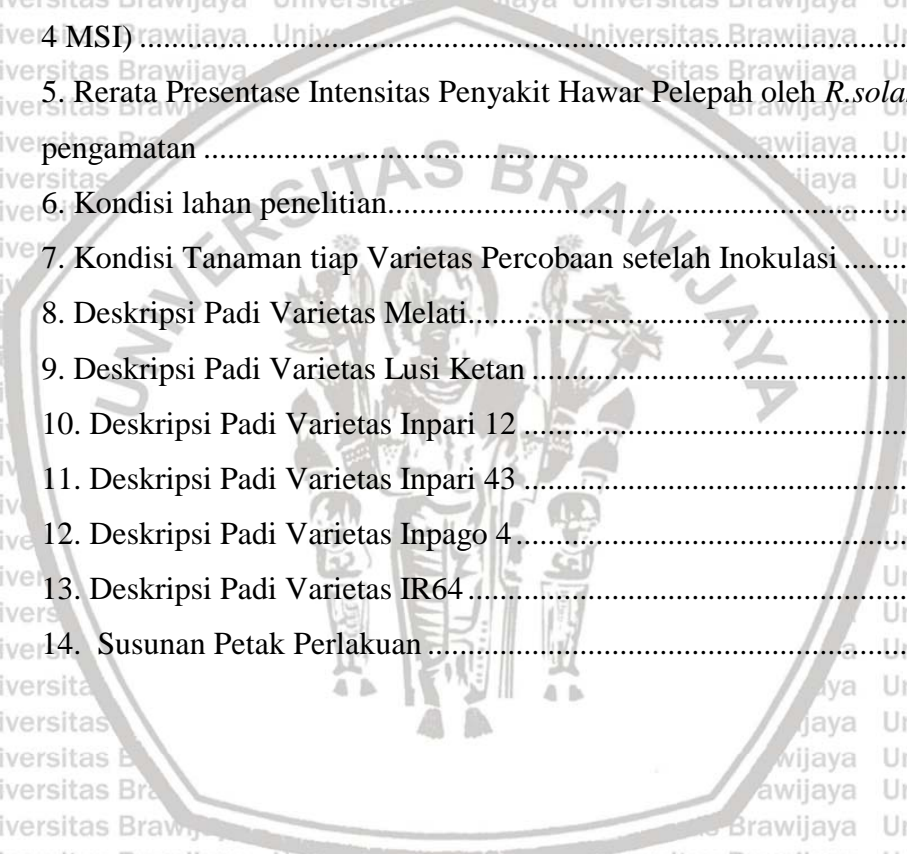 4 MSI) ....................................................................
5. Rerata Presentase Intensitas Penyakit Hawar Pelepah oleh R.sola
pengamatan ..............................................................
6. Kondisi lahan penelitian................................................
7. Kondisi Tanaman tiap Varietas Percobaan setelah Inokulasi ........
8. Deskripsi Padi Varietas Melati..........................................
9. Deskripsi Padi Varietas Lusi Ketan ....................................
10. Deskripsi Padi Varietas Inpari 12 .....................................
11. Deskripsi Padi Varietas Inpari 43 .....................................
12. Deskripsi Padi Varietas Inpago 4 ......................................
13. Deskripsi Padi Varietas IR64 ..........................................
14.  Susunan Petak Perlakuan ..............................................
UNIVERSITAS BRAWIJAYA